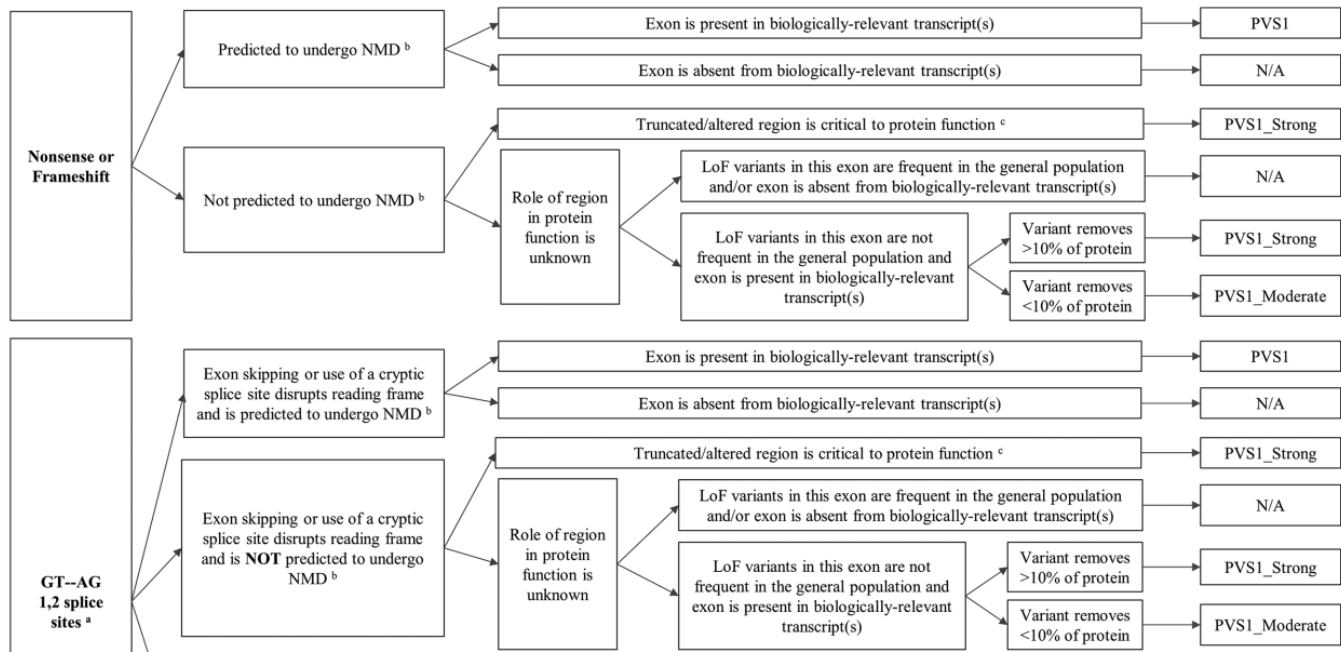 Nonsense or
Frameshift
Predicted to undergo NMD ᵇ
Exon is present in biologically-relevant transcript(s)
PVS1
Exon is absent from biologically-relevant transcript(s)
N/A
Not predicted to undergo NMD ᵇ
Truncated/altered region is critical to protein function ᶜ
PVS1_Strong
Role of region
in protein
function is
unknown
LoF variants in this exon are frequent in the general population
and/or exon is absent from biologically-relevant transcript(s)
N/A
LoF variants in this exon are not
frequent in the general population and
exon is present in biologically-relevant
transcript(s)
Variant removes
>10% of protein
PVS1_Strong
Variant removes
<10% of protein
PVS1_Moderate
GT--AG
1,2 splice
sites ᵃ
Exon skipping or use of a cryptic
splice site disrupts reading frame
and is predicted to undergo NMD ᵇ
Exon is present in biologically-relevant transcript(s)
PVS1
Exon is absent from biologically-relevant transcript(s)
N/A
Exon skipping or use of a cryptic
splice site disrupts reading frame
and is NOT predicted to undergo
NMD ᵇ
Truncated/altered region is critical to protein function ᶜ
PVS1_Strong
Role of region
in protein
function is
unknown
LoF variants in this exon are frequent in the general population
and/or exon is absent from biologically-relevant transcript(s)
N/A
LoF variants in this exon are not
frequent in the general population and
exon is present in biologically-relevant
transcript(s)
Variant removes
>10% of protein
PVS1_Strong
Variant removes
<10% of protein
PVS1_Moderate